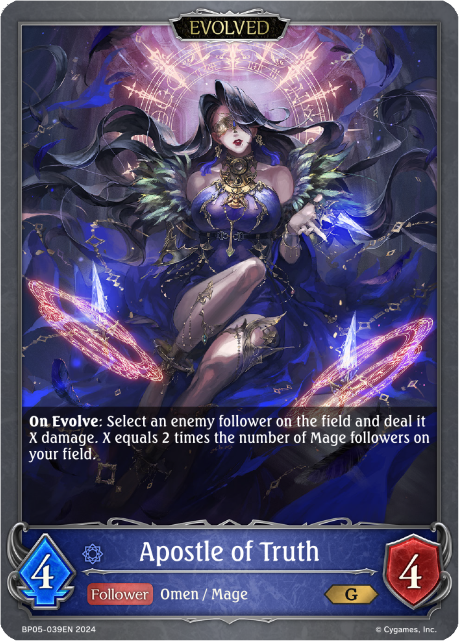 EVOLVED
On Evolve: Select an enemy follower on the field and deal it
X damage. X equals 2 times the number of Mage followers on
your field.
Apostle of Truth
4
4
Follower
Omen / Mage
G
BP05-039EN 2024
© Cygames, Inc.